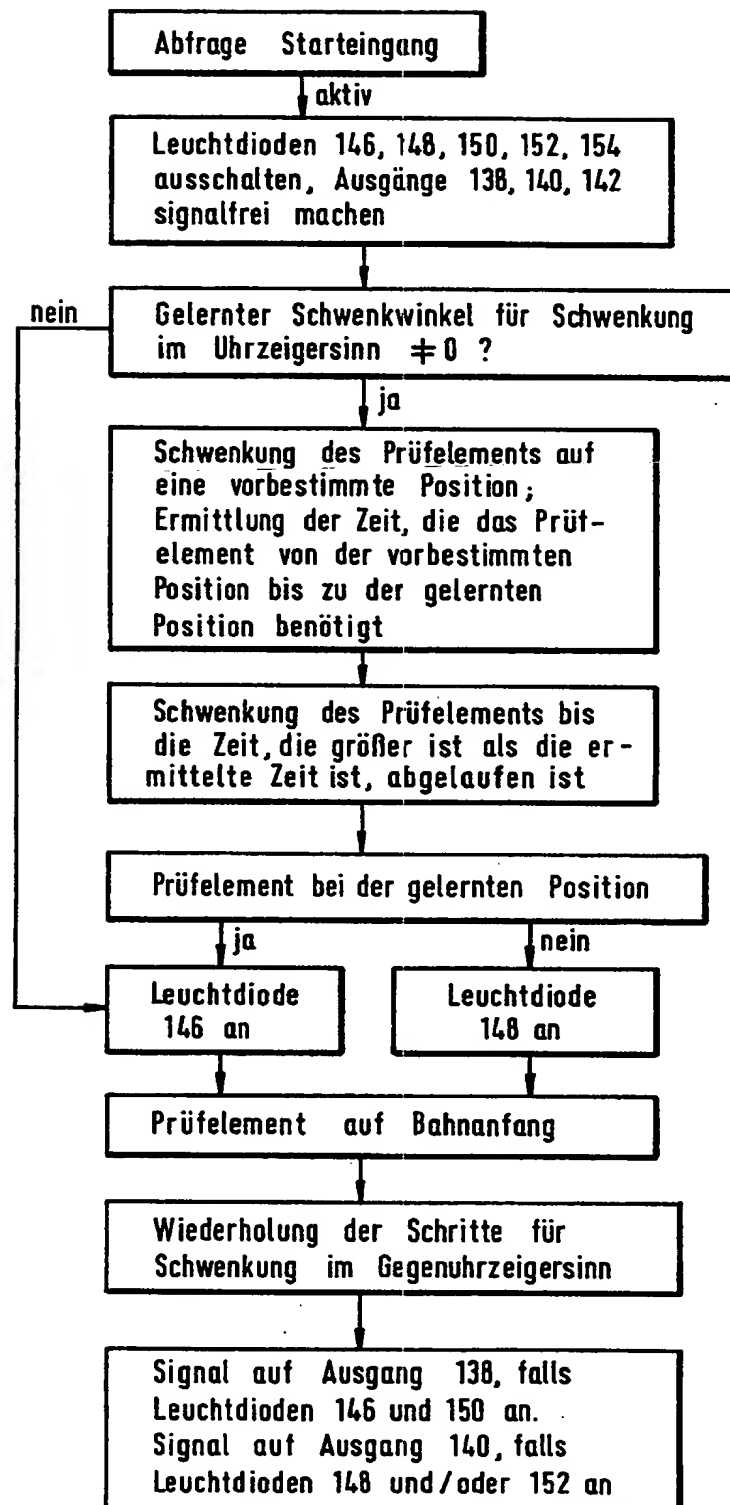 Abfrage Starteingang
aktiv
Leuchtdioden 146, 148, 150, 152, 154
ausschalten, Ausgänge 138, 140, 142
signalfrei machen
nein
Gelernter Schwenkwinkel für Schwenkung
im Uhrzeigersinn ≠ 0 ?
ja
Schwenkung des Prüfelements auf
eine vorbestimmte Position;
Ermittlung der Zeit, die das Prüf-
element von der vorbestimmten
Position bis zu der gelernten
Position benötigt
Schwenkung des Prüfelements bis
die Zeit, die größer ist als die er-
mittelte Zeit ist, abgelaufen ist
Prüfelement bei der gelernten Position
ja
nein
Leuchtdiode
146 an
Leuchtdiode
148 an
Prüfelement auf Bahnanfang
Wiederholung der Schritte für
Schwenkung im Gegenuhrzeigersinn
Signal auf Ausgang 138, falls
Leuchtdioden 146 und 150 an.
Signal auf Ausgang 140, falls
Leuchtdioden 148 und/oder 152 an